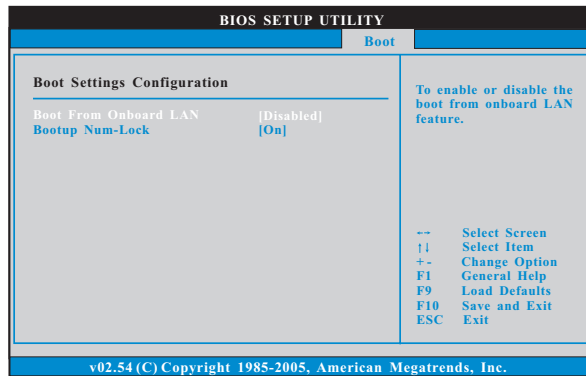 BIOS SETUP UTILITY
Boot
Boot Settings Configuration
Boot From Onboard LAN [Disabled]
Bootup Num-Lock [On]
To enable or disable the
boot from onboard LAN
feature.
←→ Select Screen
↑↓ Select Item
+ - Change Option
F1 General Help
F9 Load Defaults
F10 Save and Exit
ESC Exit
v02.54 (C) Copyright 1985-2005, American Megatrends, Inc.